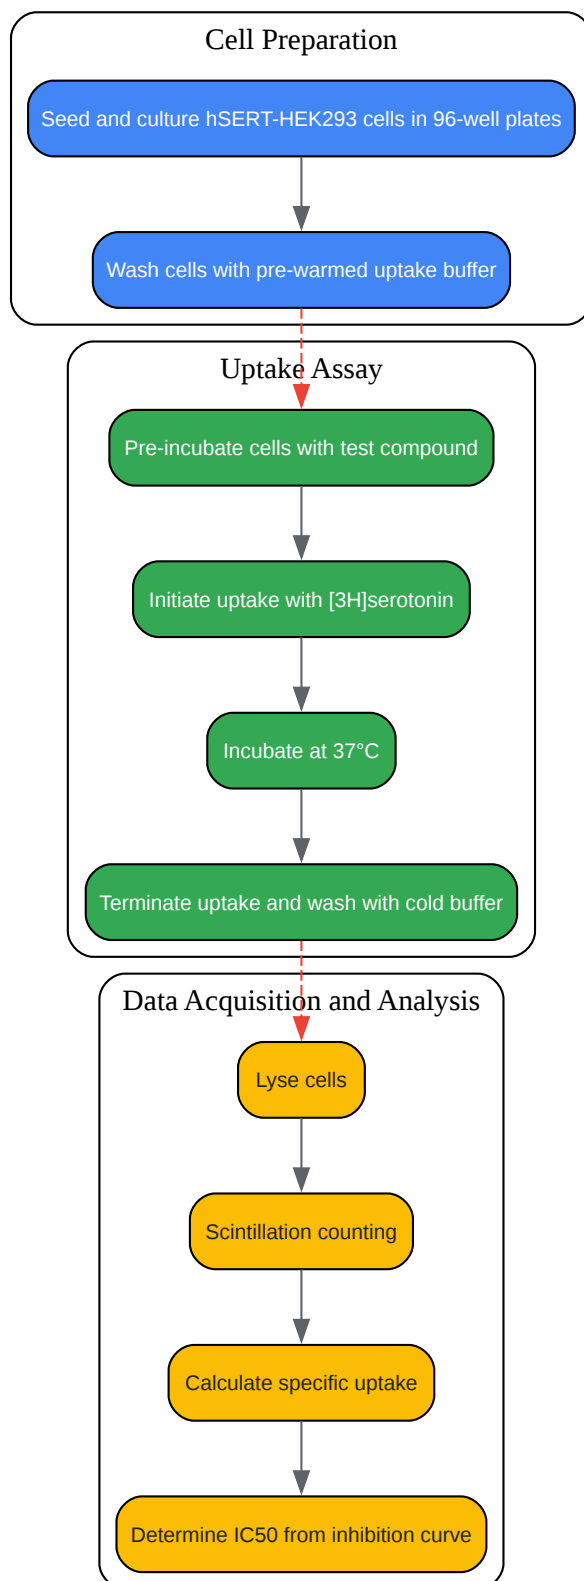 Cell Preparation
Seed and culture hSERT-HEK293 cells in 96-well plates
Wash cells with pre-warmed uptake buffer
Uptake Assay
Pre-incubate cells with test compound
Initiate uptake with [3H]serotonin
Incubate at 37°C
Terminate uptake and wash with cold buffer
Data Acquisition and Analysis
Lyse cells
Scintillation counting
Calculate specific uptake
Determine IC50 from inhibition curve